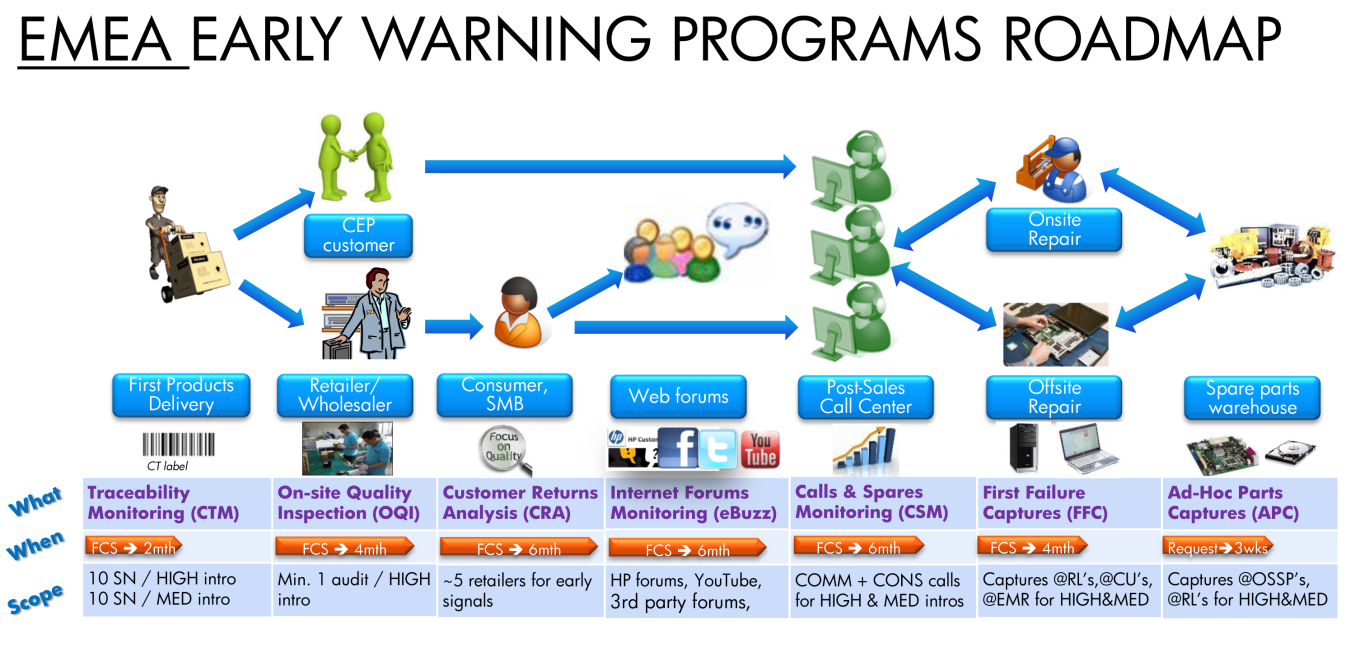 EMEA EARLY WARNING PROGRAMS ROADMAP
CEP
customer
Onsite
Repair
First Products
Delivery
Retailer/
Wholesaler
Consumer,
SMB
Web forums
Post-Sales
Call Center
Offsite
Repair
Spare parts
warehouse
CT label
Focus
on
Quality
hp HP Custom
You
Tube
What
Traceability
Monitoring (CTM)
On-site Quality
Inspection (OQI)
Customer Returns
Analysis (CRA)
Internet Forums
Monitoring (eBuzz)
Calls & Spares
Monitoring (CSM)
First Failure
Captures (FFC)
Ad-Hoc Parts
Captures (APC)
When
FCS → 2mth
FCS → 4mth
FCS → 6mth
FCS → 6mth
FCS → 6mth
FCS → 4mth
Request→3wks
Scope
10 SN / HIGH intro
10 SN / MED intro
Min. 1 audit / HIGH
intro
~5 retailers for early
signals
HP forums, YouTube,
3rd party forums,
COMM + CONS calls
for HIGH & MED intros
Captures @RL's,@CU's,
@EMR for HIGH&MED
Captures @OSSP's,
@RL's for HIGH&MED